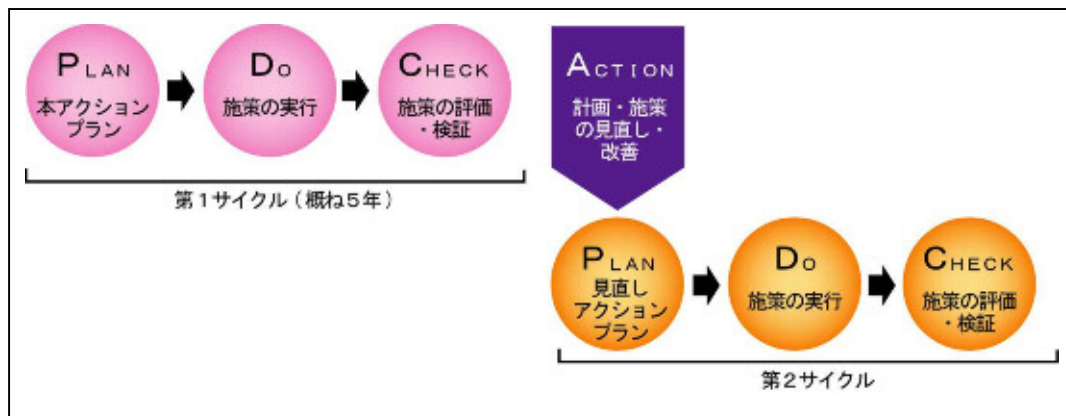 PLAN
本アクション
プラン
DO
施策の実行
CHECK
施策の評価
・検証
第1サイクル(概ね5年)
ACTION
計画・施策
の見直し・
改善
PLAN
見直し
アクション
プラン
DO
施策の実行
CHECK
施策の評価
・検証
第2サイクル